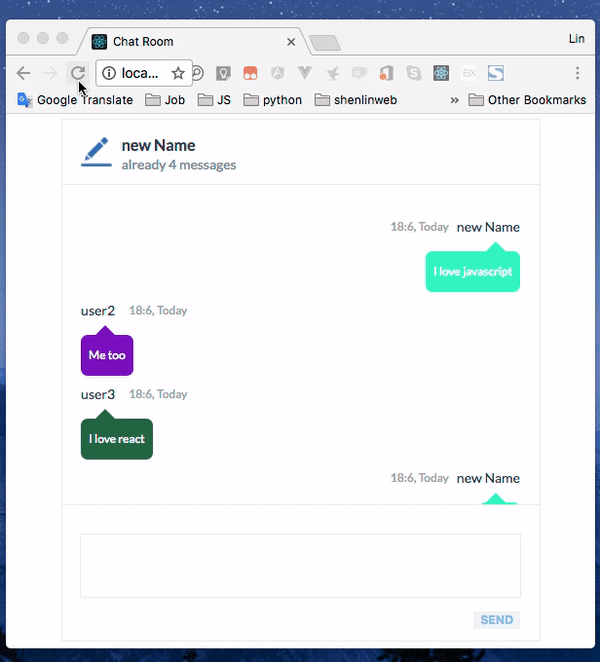 Chat Room
Lin
loca...
ex
Google Translate
Job
JS
python
shenlinweb
»
Other Bookmarks
new Name
already 4 messages
18:6, Today new Name
I love javascript
user2 18:6, Today
Me too
user3 18:6, Today
I love react
18:6, Today new Name
SEND